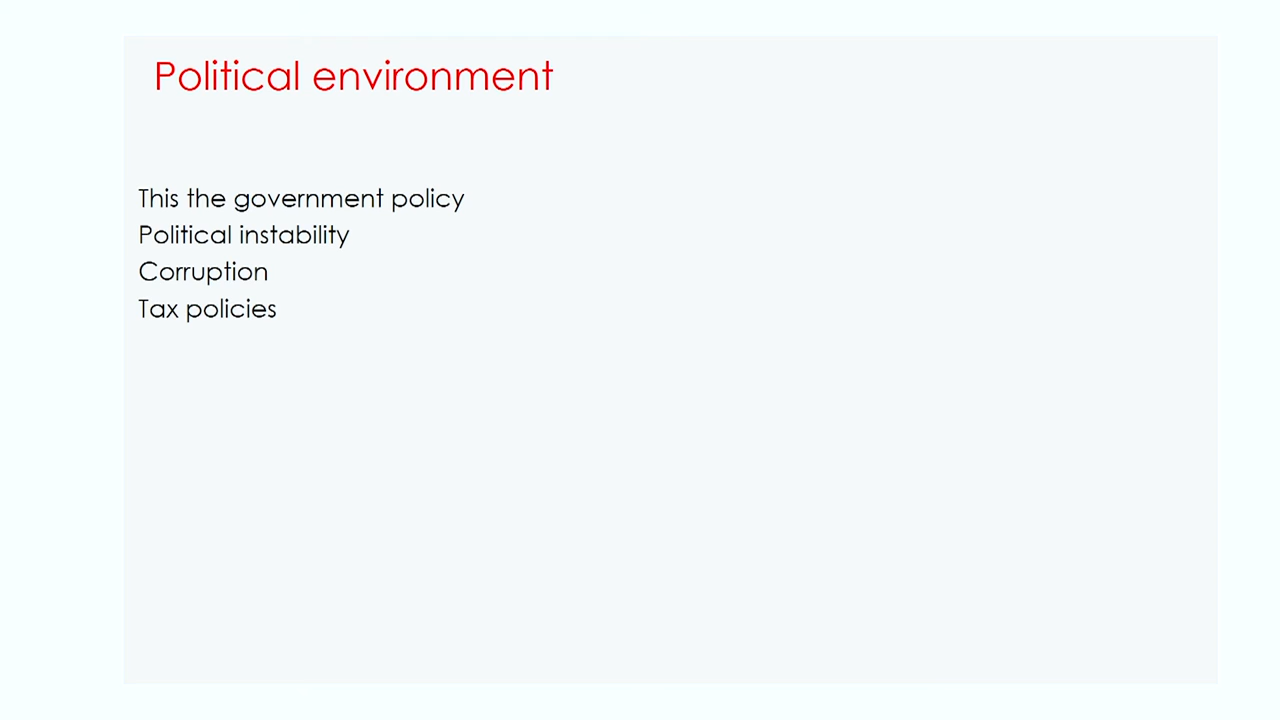 Political environment
This the government policy
Political instability
Corruption
Tax policies